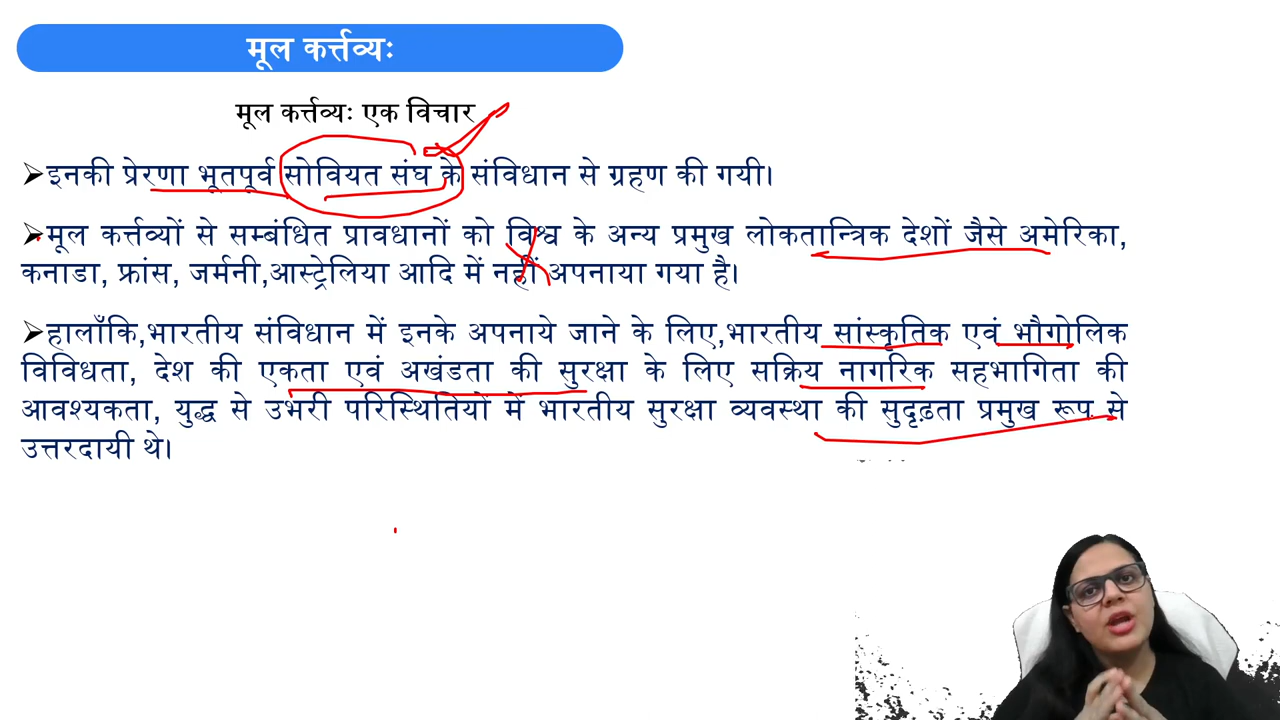 मूल कर्त्तव्यः
मूल कर्त्तव्यः एक विचार
➢इनकी प्रेरणा भूतपूर्व सोवियत संघ के संविधान से ग्रहण की गयी।
➢मूल कर्त्तव्यों से सम्बंधित प्रावधानों को विश्व के अन्य प्रमुख लोकतान्त्रिक देशों जैसे अमेरिका,
कनाडा, फ्रांस, जर्मनी,आस्ट्रेलिया आदि में नहीं अपनाया गया है।
➢हालाँकि,भारतीय संविधान में इनके अपनाये जाने के लिए,भारतीय सांस्कृतिक एवं भौगोलिक
विविधता, देश की एकता एवं अखंडता की सुरक्षा के लिए सक्रिय नागरिक सहभागिता की
आवश्यकता, युद्ध से उभरी परिस्थितियों में भारतीय सुरक्षा व्यवस्था की सुदृढ़ता प्रमुख रूप से
उत्तरदायी थे।